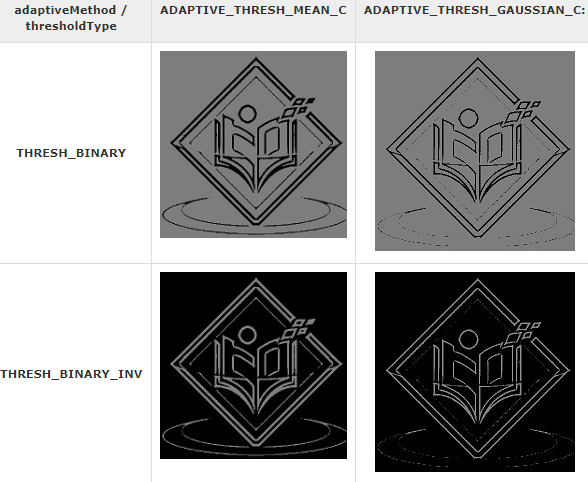 adaptiveMethod /
thresholdType
ADAPTIVE_THRESH_MEAN_C
ADAPTIVE_THRESH_GAUSSIAN_C:
THRESH_BINARY
THRESH_BINARY_INV